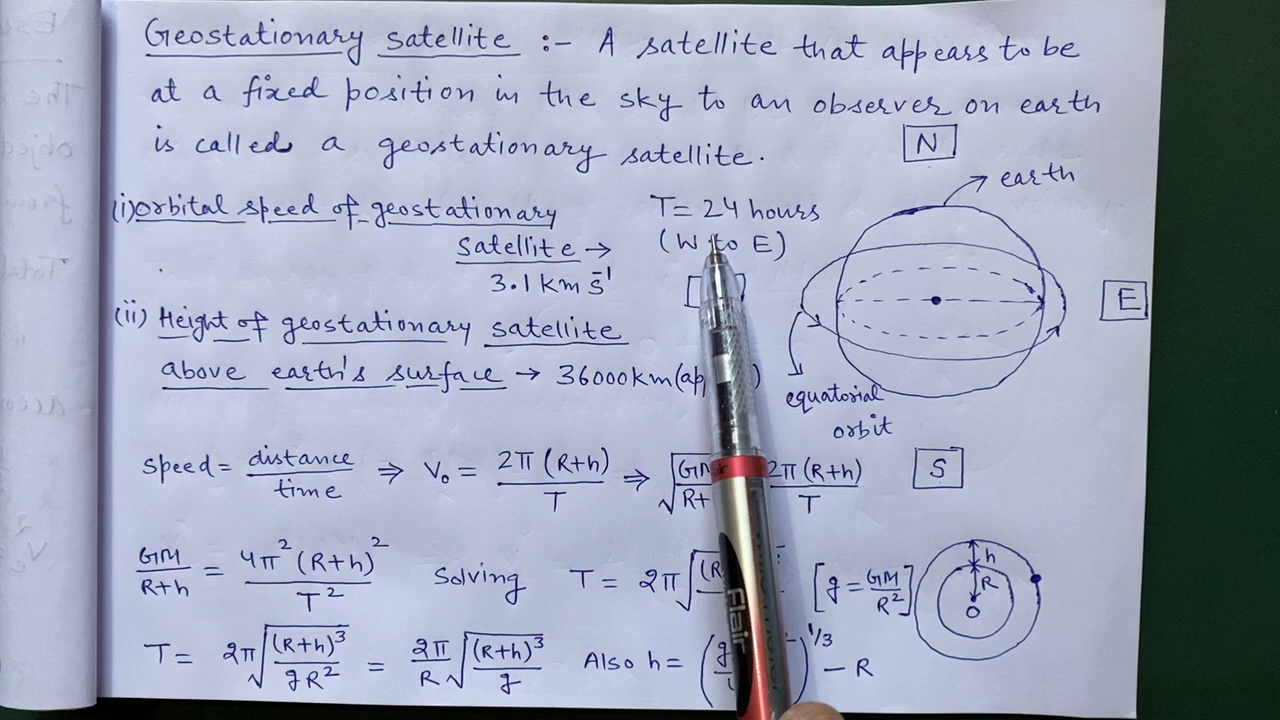 Geostationary satellite :- A satellite that appears to be
at a fixed position in the sky to an observer on earth
is called a geostationary satellite.
N
earth
(i) orbital speed of geostationary
satellite →
3.1 km s⁻¹
T = 24 hours
(W to E)
E
(ii) Height of geostationary satellite
above earth's surface → 36000 km
equatorial
orbit
S
speed = distance/time ⇒ V₀ = 2π(R+h)/T ⇒ 2π(R+h)/T
GM/(R+h) = 4π²(R+h)²/T² Solving T = 2π√ [g = GM/R²]
h
R
O
T = 2π√((R+h)³/gR²) = 2π/R √((R+h)³/g) Also h = ( )^1/3 – R
Flair